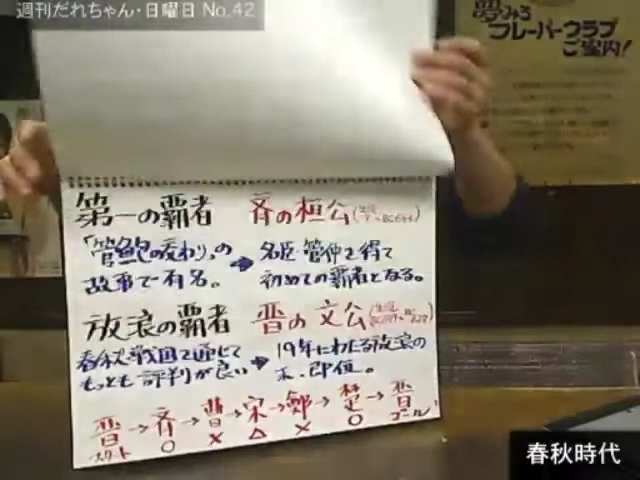 週刊だれちゃん・日曜日 No.42
夢みる
フレーバークラブ
ご案内!
第一の覇者 斉の桓公
「管鮑の交わり」の
故事で有名。
➡ 名臣・管仲を得て
初めての覇者となる。
放浪の覇者 晋の文公
春秋戦国を通じて
もっとも評判が良い
➡ 19年にわたる放浪の
末、即位。
晋→斉→曹→宋→鄭→楚→晋
スタート ○ × △ × ○ ゴール!
春秋時代